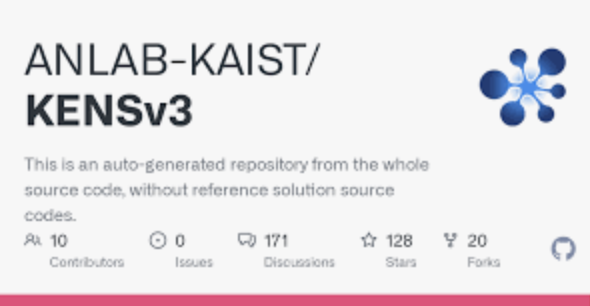 ANLAB-KAIST/
KENSv3
This is an auto-generated repository from the whole
source code, without reference solution source
codes.
10 0 171 128 20
Contributors Issues Discussions Stars Forks